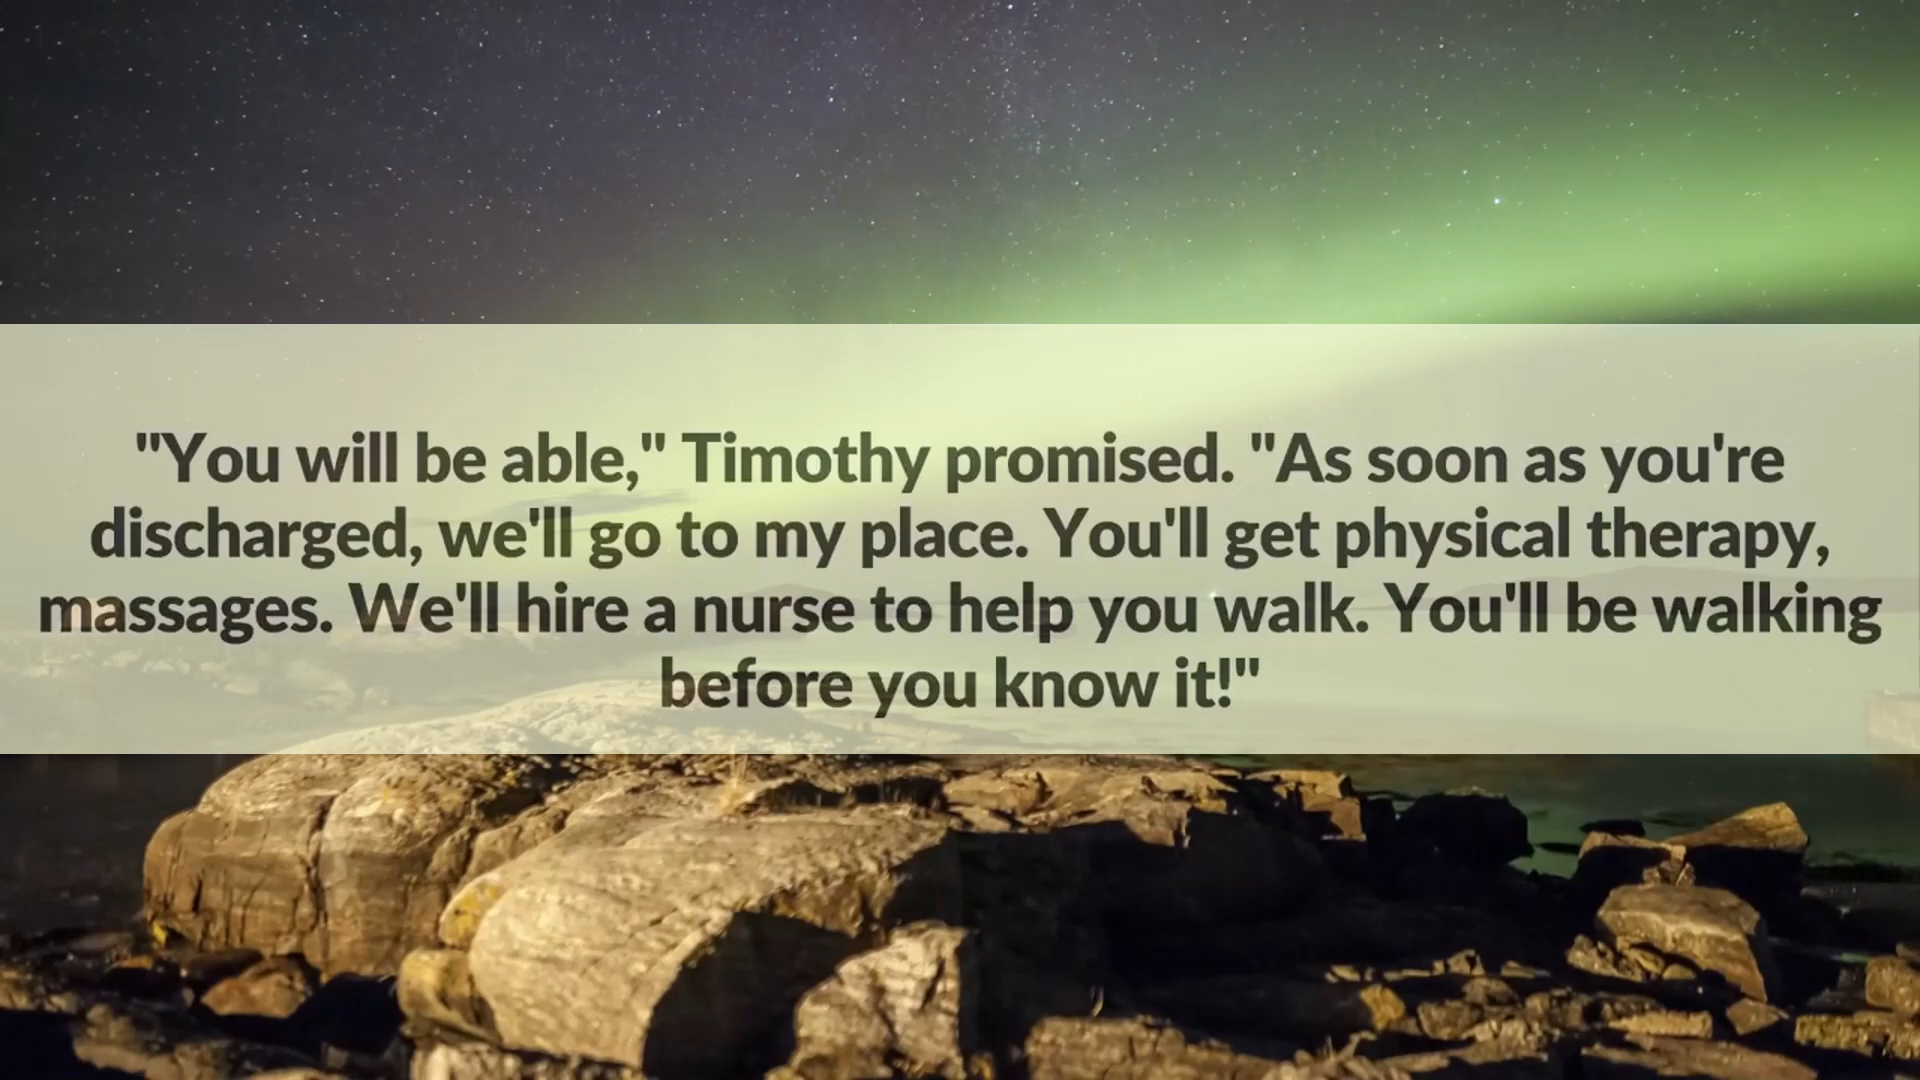 "You will be able," Timothy promised. "As soon as you're
discharged, we'll go to my place. You'll get physical therapy,
massages. We'll hire a nurse to help you walk. You'll be walking
before you know it!"